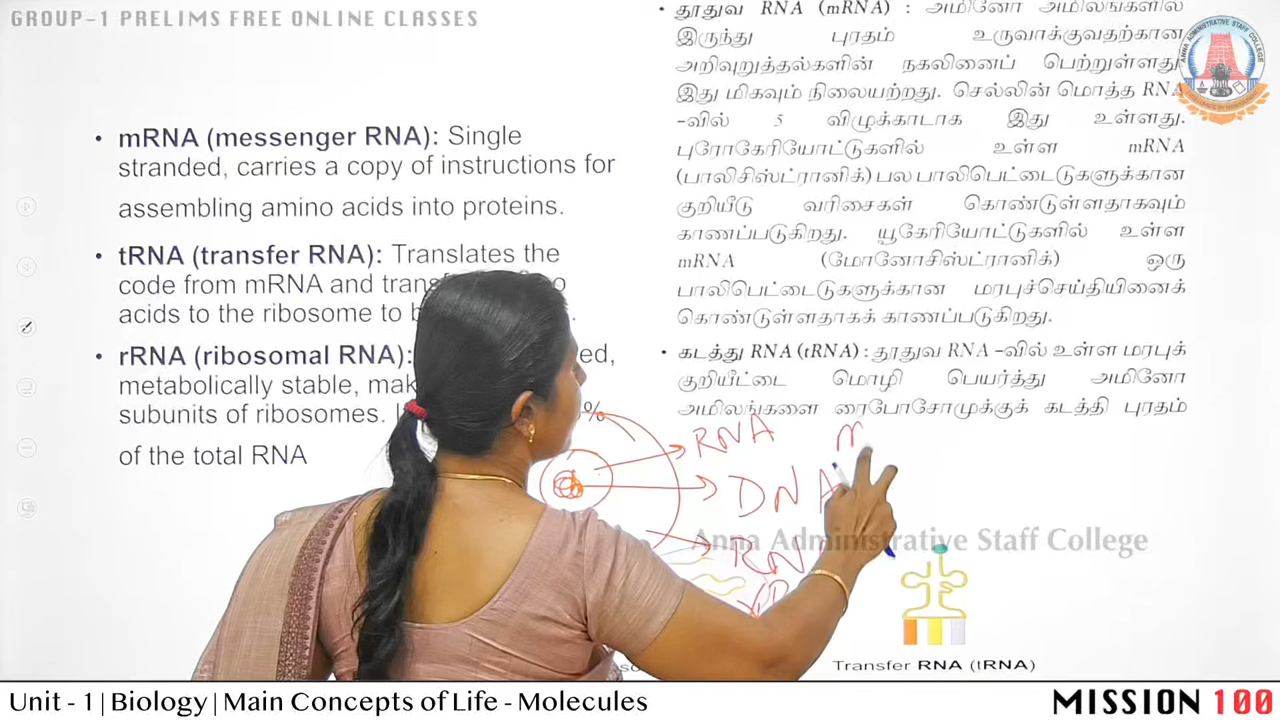 GROUP-1 PRELIMS FREE ONLINE CLASSES
• mRNA (messenger RNA): Single
stranded, carries a copy of instructions for
assembling amino acids into proteins.
• tRNA (transfer RNA): Translates the
code from mRNA and
acids to the ribosome to
• rRNA (ribosomal RNA):
metabolically stable,
subunits of ribosomes. %
of the total RNA
• தூதுவ RNA (mRNA) : அமினோ அமிலங்களில்
இருந்து புரதம் உருவாக்குவதற்கான
அறிவுறுத்தல்களின் நகலினைப் பெற்றுள்ளது
இது மிகவும் நிலையற்றது. செல்லின் மொத்த RNA
-வில் 5 விழுக்காடாக இது உள்ளது.
புரோகேரியோட்டுகளில் உள்ள mRNA
(பாலிசிஸ்ட்ரானிக்) பல பாலிபெட்டைடுகளுக்கான
குறியீடு வரிசைகள் கொண்டுள்ளதாகவும்
காணப்படுகிறது. யூகேரியோட்டுகளில் உள்ள
mRNA (மோனோசிஸ்ட்ரானிக்) ஒரு
பாலிபெட்டைடுகளுக்கான மரபுச்செய்தியினைக்
கொண்டுள்ளதாகக் காணப்படுகிறது.
• கடத்து RNA (tRNA) : தூதுவ RNA -வில் உள்ள மரபுக்
குறியீட்டை மொழி பெயர்த்து அமினோ
அமிலங்களை ரைபோசோமுக்குக் கடத்தி புரதம்
RNA
DNA
Anna Administrative Staff College
Transfer RNA (tRNA)
ANNA ADMINISTRATIVE STAFF COLLEGE
Unit - 1 | Biology | Main Concepts of Life - Molecules
MISSION 100